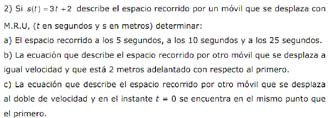 2) Si s(t) = 3t + 2 describe el espacio recorrido por un móvil que se desplaza con
M.R.U, (t en segundos y s en metros) determinar:
a) El espacio recorrido a los 5 segundos, a los 10 segundos y a los 25 segundos.
b) La ecuación que describe el espacio recorrido por otro móvil que se desplaza a
igual velocidad y que está 2 metros adelantado con respecto al primero.
c) La ecuación que describe el espacio recorrido por otro móvil que se desplaza
al doble de velocidad y en el instante t = 0 se encuentra en el mismo punto que
el primero.